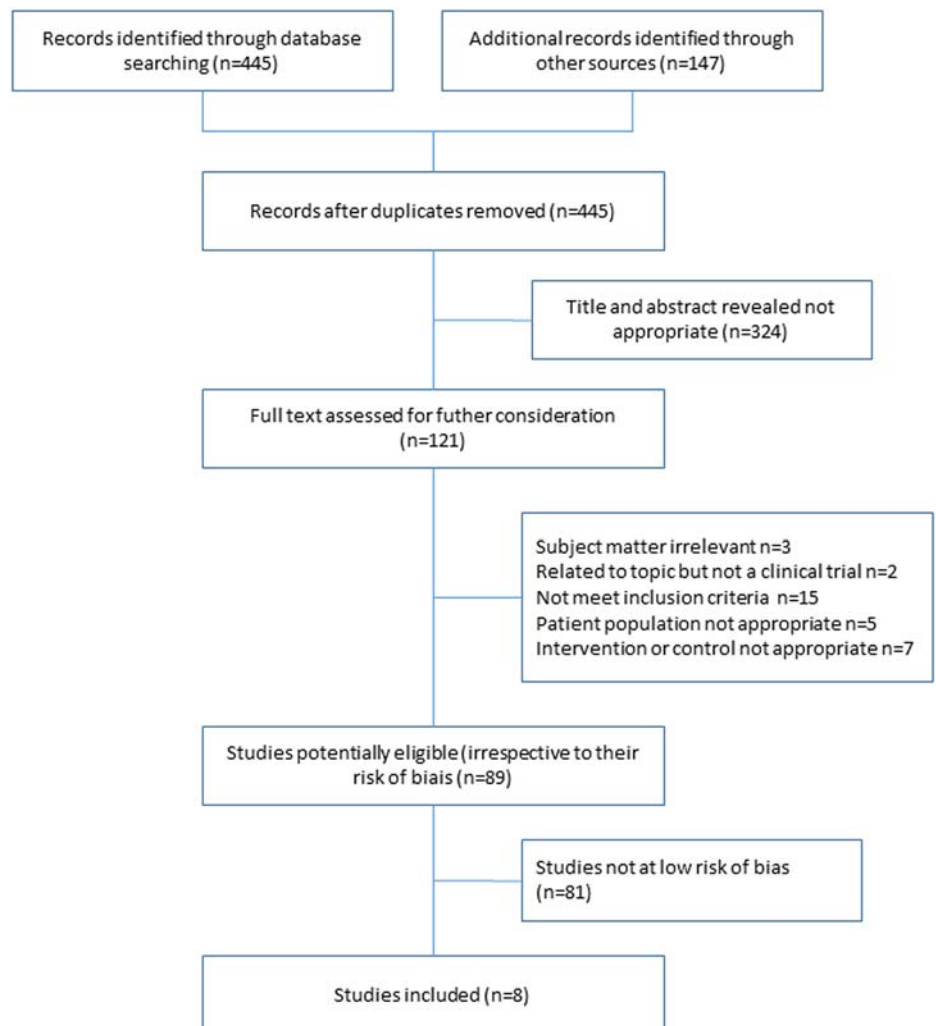 Records identified through database
searching (n=445)
Additional records identified through
other sources (n=147)
Records after duplicates removed (n=445)
Title and abstract revealed not
appropriate (n=324)
Full text assessed for futher consideration
(n=121)
Subject matter irrelevant n=3
Related to topic but not a clinical trial n=2
Not meet inclusion criteria n=15
Patient population not appropriate n=5
Intervention or control not appropriate n=7
Studies potentially eligible (irrespective to their
risk of biais (n=89)
Studies not at low risk of bias
(n=81)
Studies included (n=8)